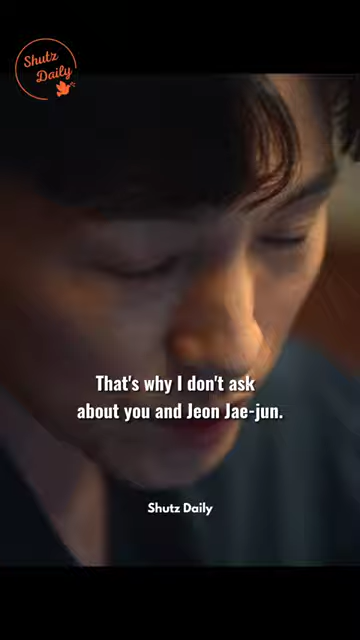 Shutz
Daily
That's why I don't ask
about you and Jeon Jae-jun.
Shutz Daily